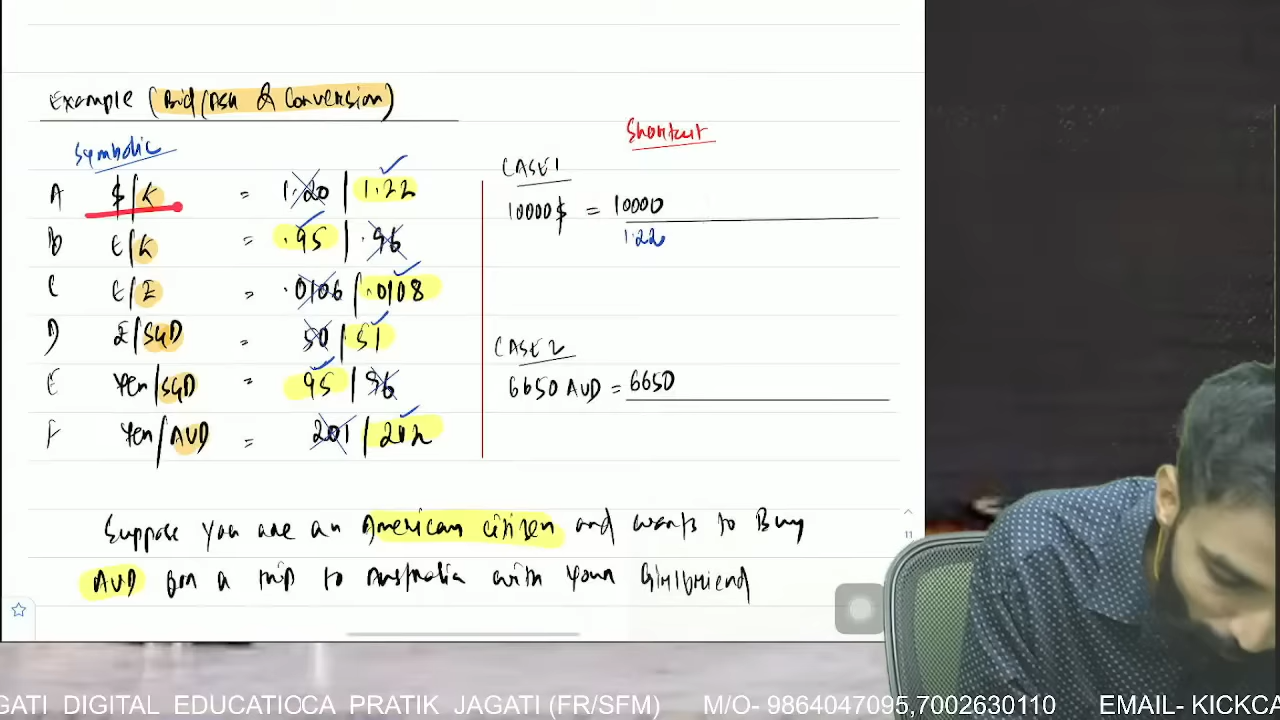 Example (Bid/Ask & Conversion)
Symbolic
Shortcut
A $/K = 1.20 | 1.22
B €/K = .95 | .96
C €/£ = .0106 | .0108
D £/SGD = 50 | 51
E Yen/SGD = 95 | 96
F Yen/AUD = 201 | 202
CASE 1
10000$ = 10000
1.22
CASE 2
6650 AUD = 6650
Suppose you are an American citizen and wants to Buy
AUD for a trip to Australia with your Girlfriend
11
GATI DIGITAL EDUCATIO CA PRATIK JAGATI (FR/SFM) M/O- 9864047095,7002630110 EMAIL- KICKCA